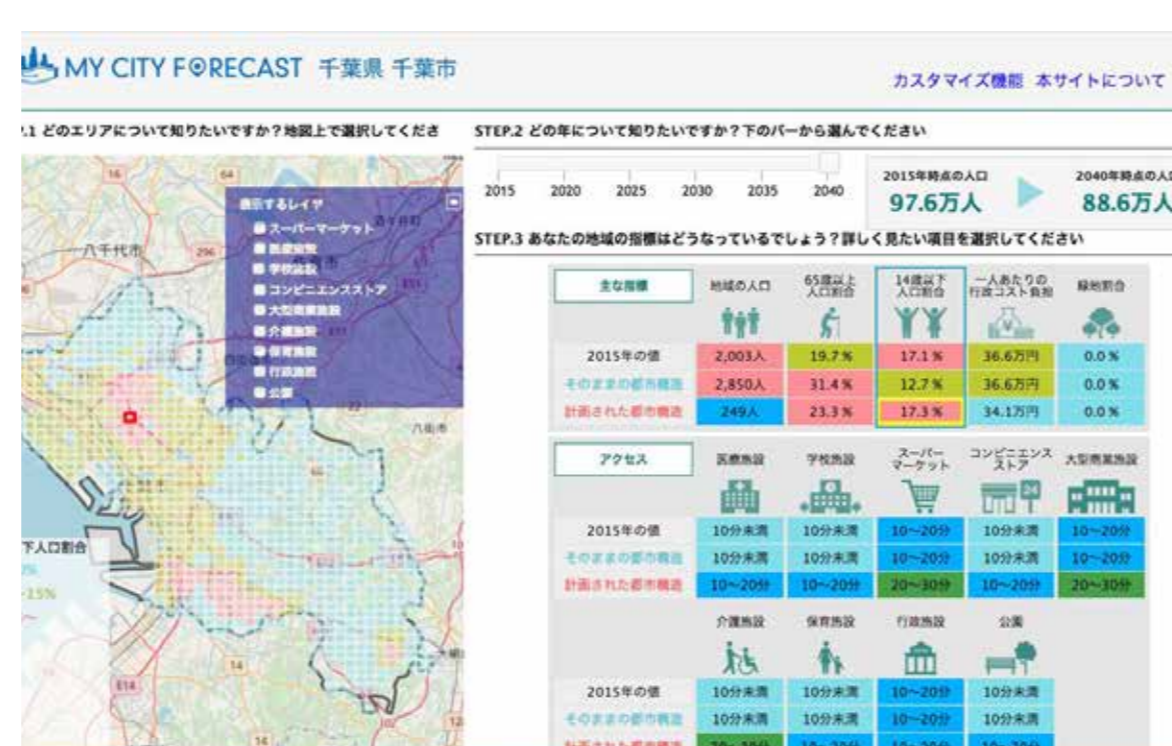 MY CITY FORECAST 千葉県 千葉市
カスタマイズ機能 本サイトについて
.1 どのエリアについて知りたいですか？地図上で選択してくださ
STEP.2 どの年について知りたいですか？下のバーから選んでください
2015 2020 2025 2030 2035 2040
2015年時点の人口
97.6万人
2040年時点の人口
88.6万人
STEP.3 あなたの地域の指標はどうなっているでしょう？詳しく見たい項目を選択してください
16
64
表示するレイヤ
スーパーマーケット
医療施設
学校施設
コンビニエンスストア
大型商業施設
介護施設
保育施設
行政施設
公園
八千代市
296
22
八街市
66
下人口割合
14
E14
14
12
主な指標 地域の人口 65歳以上人口割合 14歳以下人口割合 一人あたりの行政コスト負担 緑地割合
2015年の値 2,003人 19.7% 17.1% 36.6万円 0.0%
そのままの都市構造 2,850人 31.4% 12.7% 36.6万円 0.0%
計画された都市構造 249人 23.3% 17.3% 34.1万円 0.0%
アクセス 医療施設 学校施設 スーパーマーケット コンビニエンスストア 大型商業施設
24
2015年の値 10分未満 10分未満 10〜20分 10分未満 10〜20分
そのままの都市構造 10分未満 10分未満 10〜20分 10分未満 10〜20分
計画された都市構造 10〜20分 10〜20分 20〜30分 10〜20分 20〜30分
介護施設 保育施設 行政施設 公園
2015年の値 10分未満 10分未満 10〜20分 10分未満
そのままの都市構造 10分未満 10分未満 10〜20分 10分未満